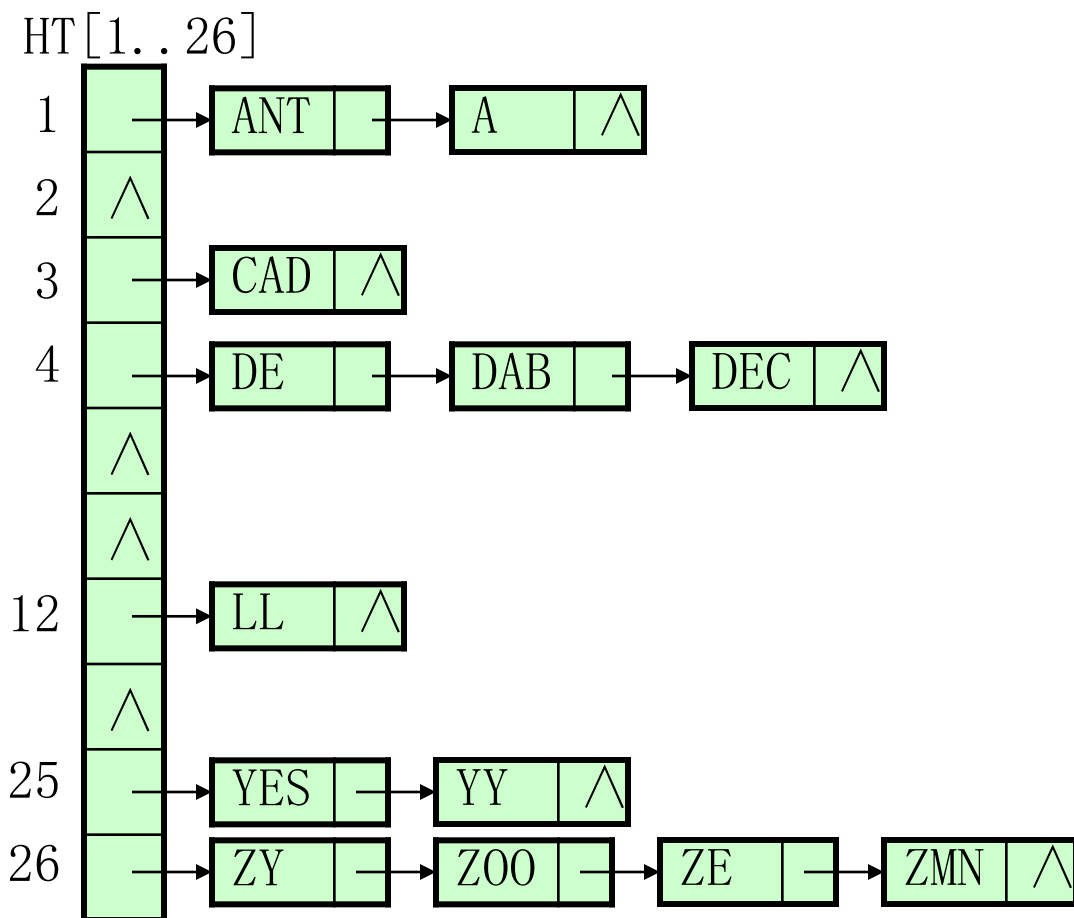 HT[1..26]
1 ANT A ∧
2 ∧
3 CAD ∧
4 DE DAB DEC ∧
∧
∧
12 LL ∧
∧
25 YES YY ∧
26 ZY ZOO ZE ZMN ∧